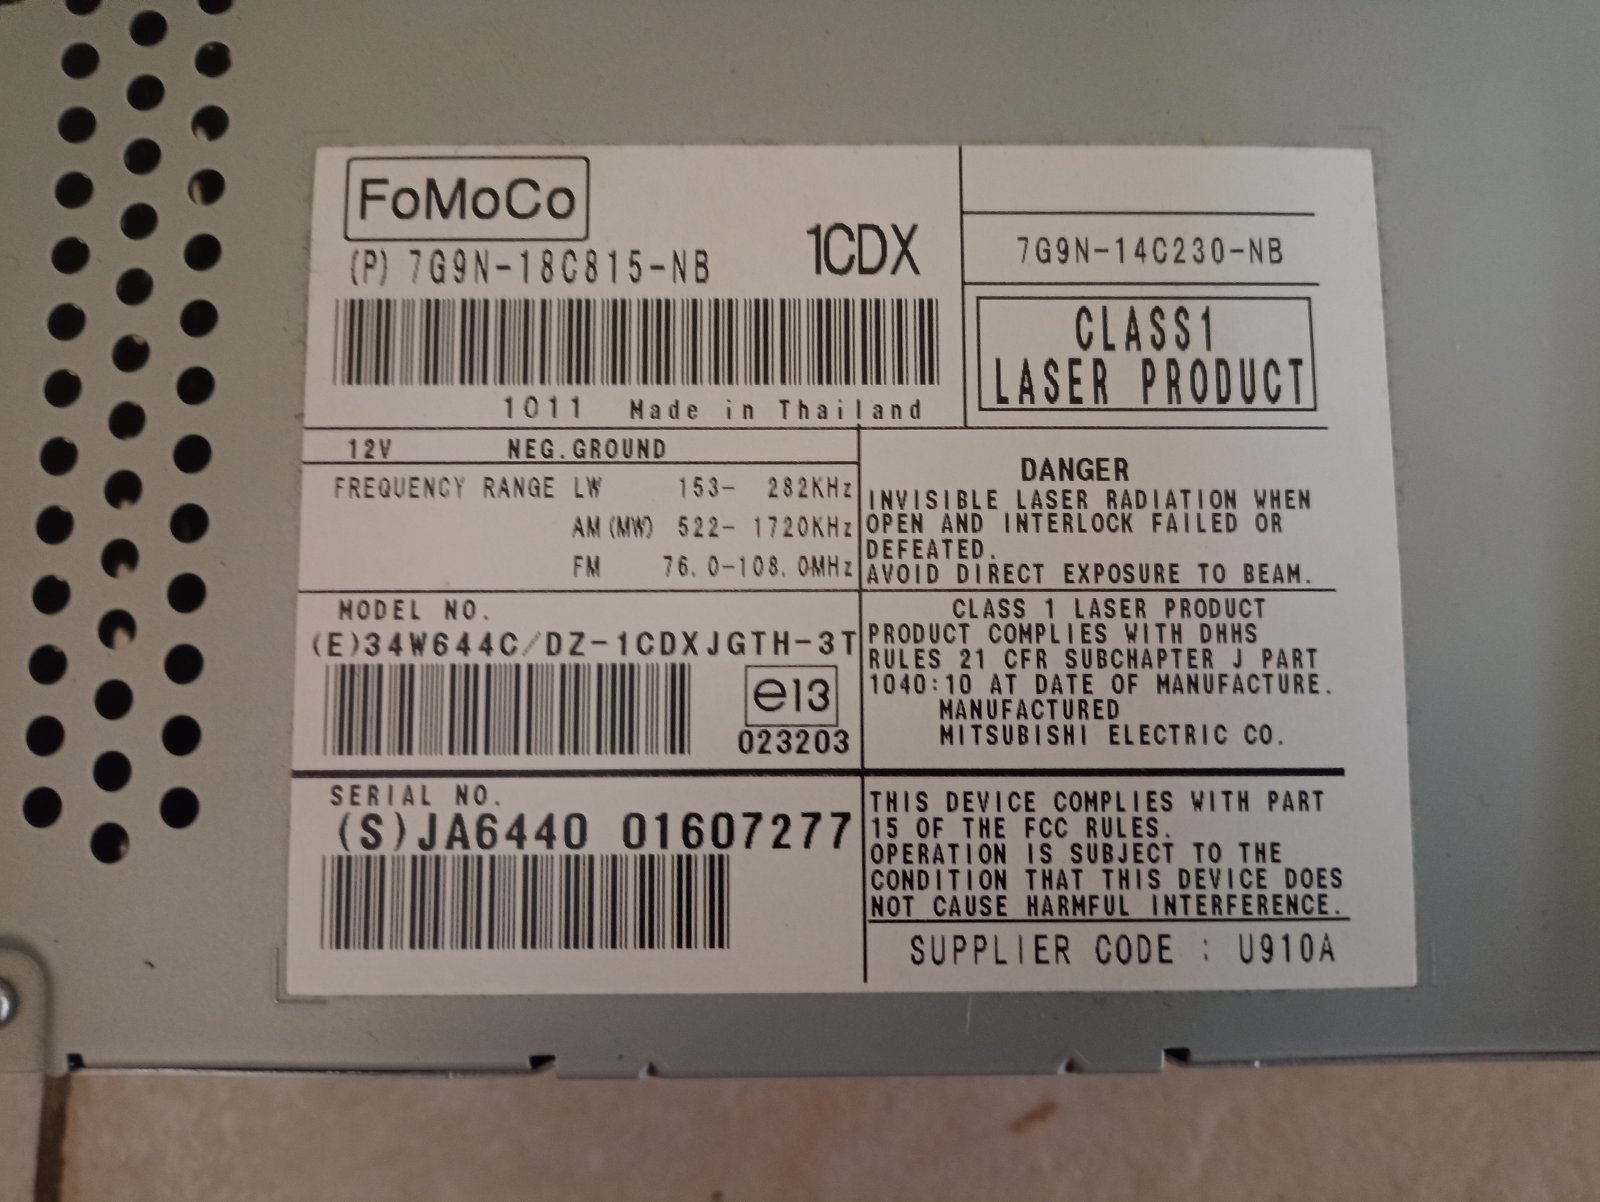 FoMoCo
(P) 7G9N-18C815-NB
1CDX
1011 Made in Thailand
7G9N-14C230-NB
CLASS1
LASER PRODUCT
12V NEG.GROUND
FREQUENCY RANGE LW 153- 282KHz
AM(MW) 522- 1720KHz
FM 76.0-108.0MHz
DANGER
INVISIBLE LASER RADIATION WHEN
OPEN AND INTERLOCK FAILED OR
DEFEATED.
AVOID DIRECT EXPOSURE TO BEAM.
MODEL NO.
(E)34W644C/DZ-1CDXJGTH-3T
e13
023203
CLASS 1 LASER PRODUCT
PRODUCT COMPLIES WITH DHHS
RULES 21 CFR SUBCHAPTER J PART
1040:10 AT DATE OF MANUFACTURE.
MANUFACTURED
MITSUBISHI ELECTRIC CO.
SERIAL NO.
(S)JA6440 01607277
THIS DEVICE COMPLIES WITH PART
15 OF THE FCC RULES.
OPERATION IS SUBJECT TO THE
CONDITION THAT THIS DEVICE DOES
NOT CAUSE HARMFUL INTERFERENCE.
SUPPLIER CODE : U910A